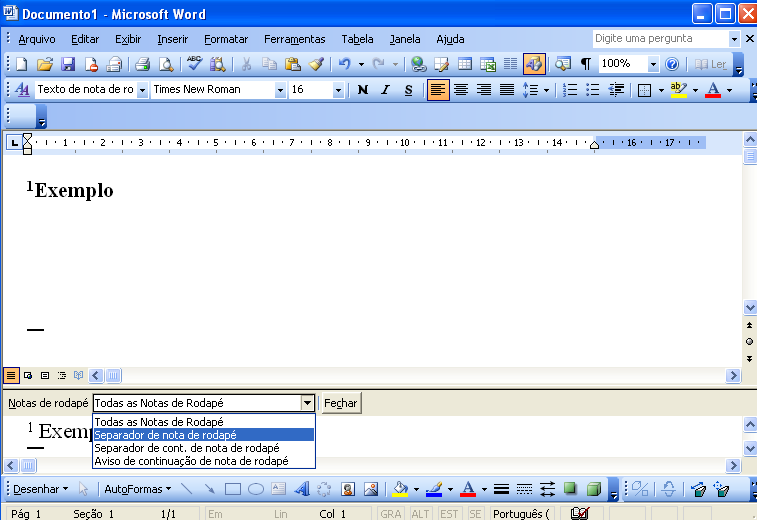 Documento1 - Microsoft Word
Arquivo Editar Exibir Inserir Formatar Ferramentas Tabela Janela Ajuda Digite uma pergunta
¶ 100% Ler
Texto de nota de ro Times New Roman 16 N I S
1 2 3 4 5 6 7 8 9 10 11 12 13 14 16 17
1Exemplo
Notas de rodapé Todas as Notas de Rodapé Fechar
Todas as Notas de Rodapé
1 Exemp
Separador de nota de rodapé
Separador de cont. de nota de rodapé
Aviso de continuação de nota de rodapé
Desenhar AutoFormas
Pág 1 Seção 1 1/1 Em Lin Col 1 GRA ALT EST SE Português (